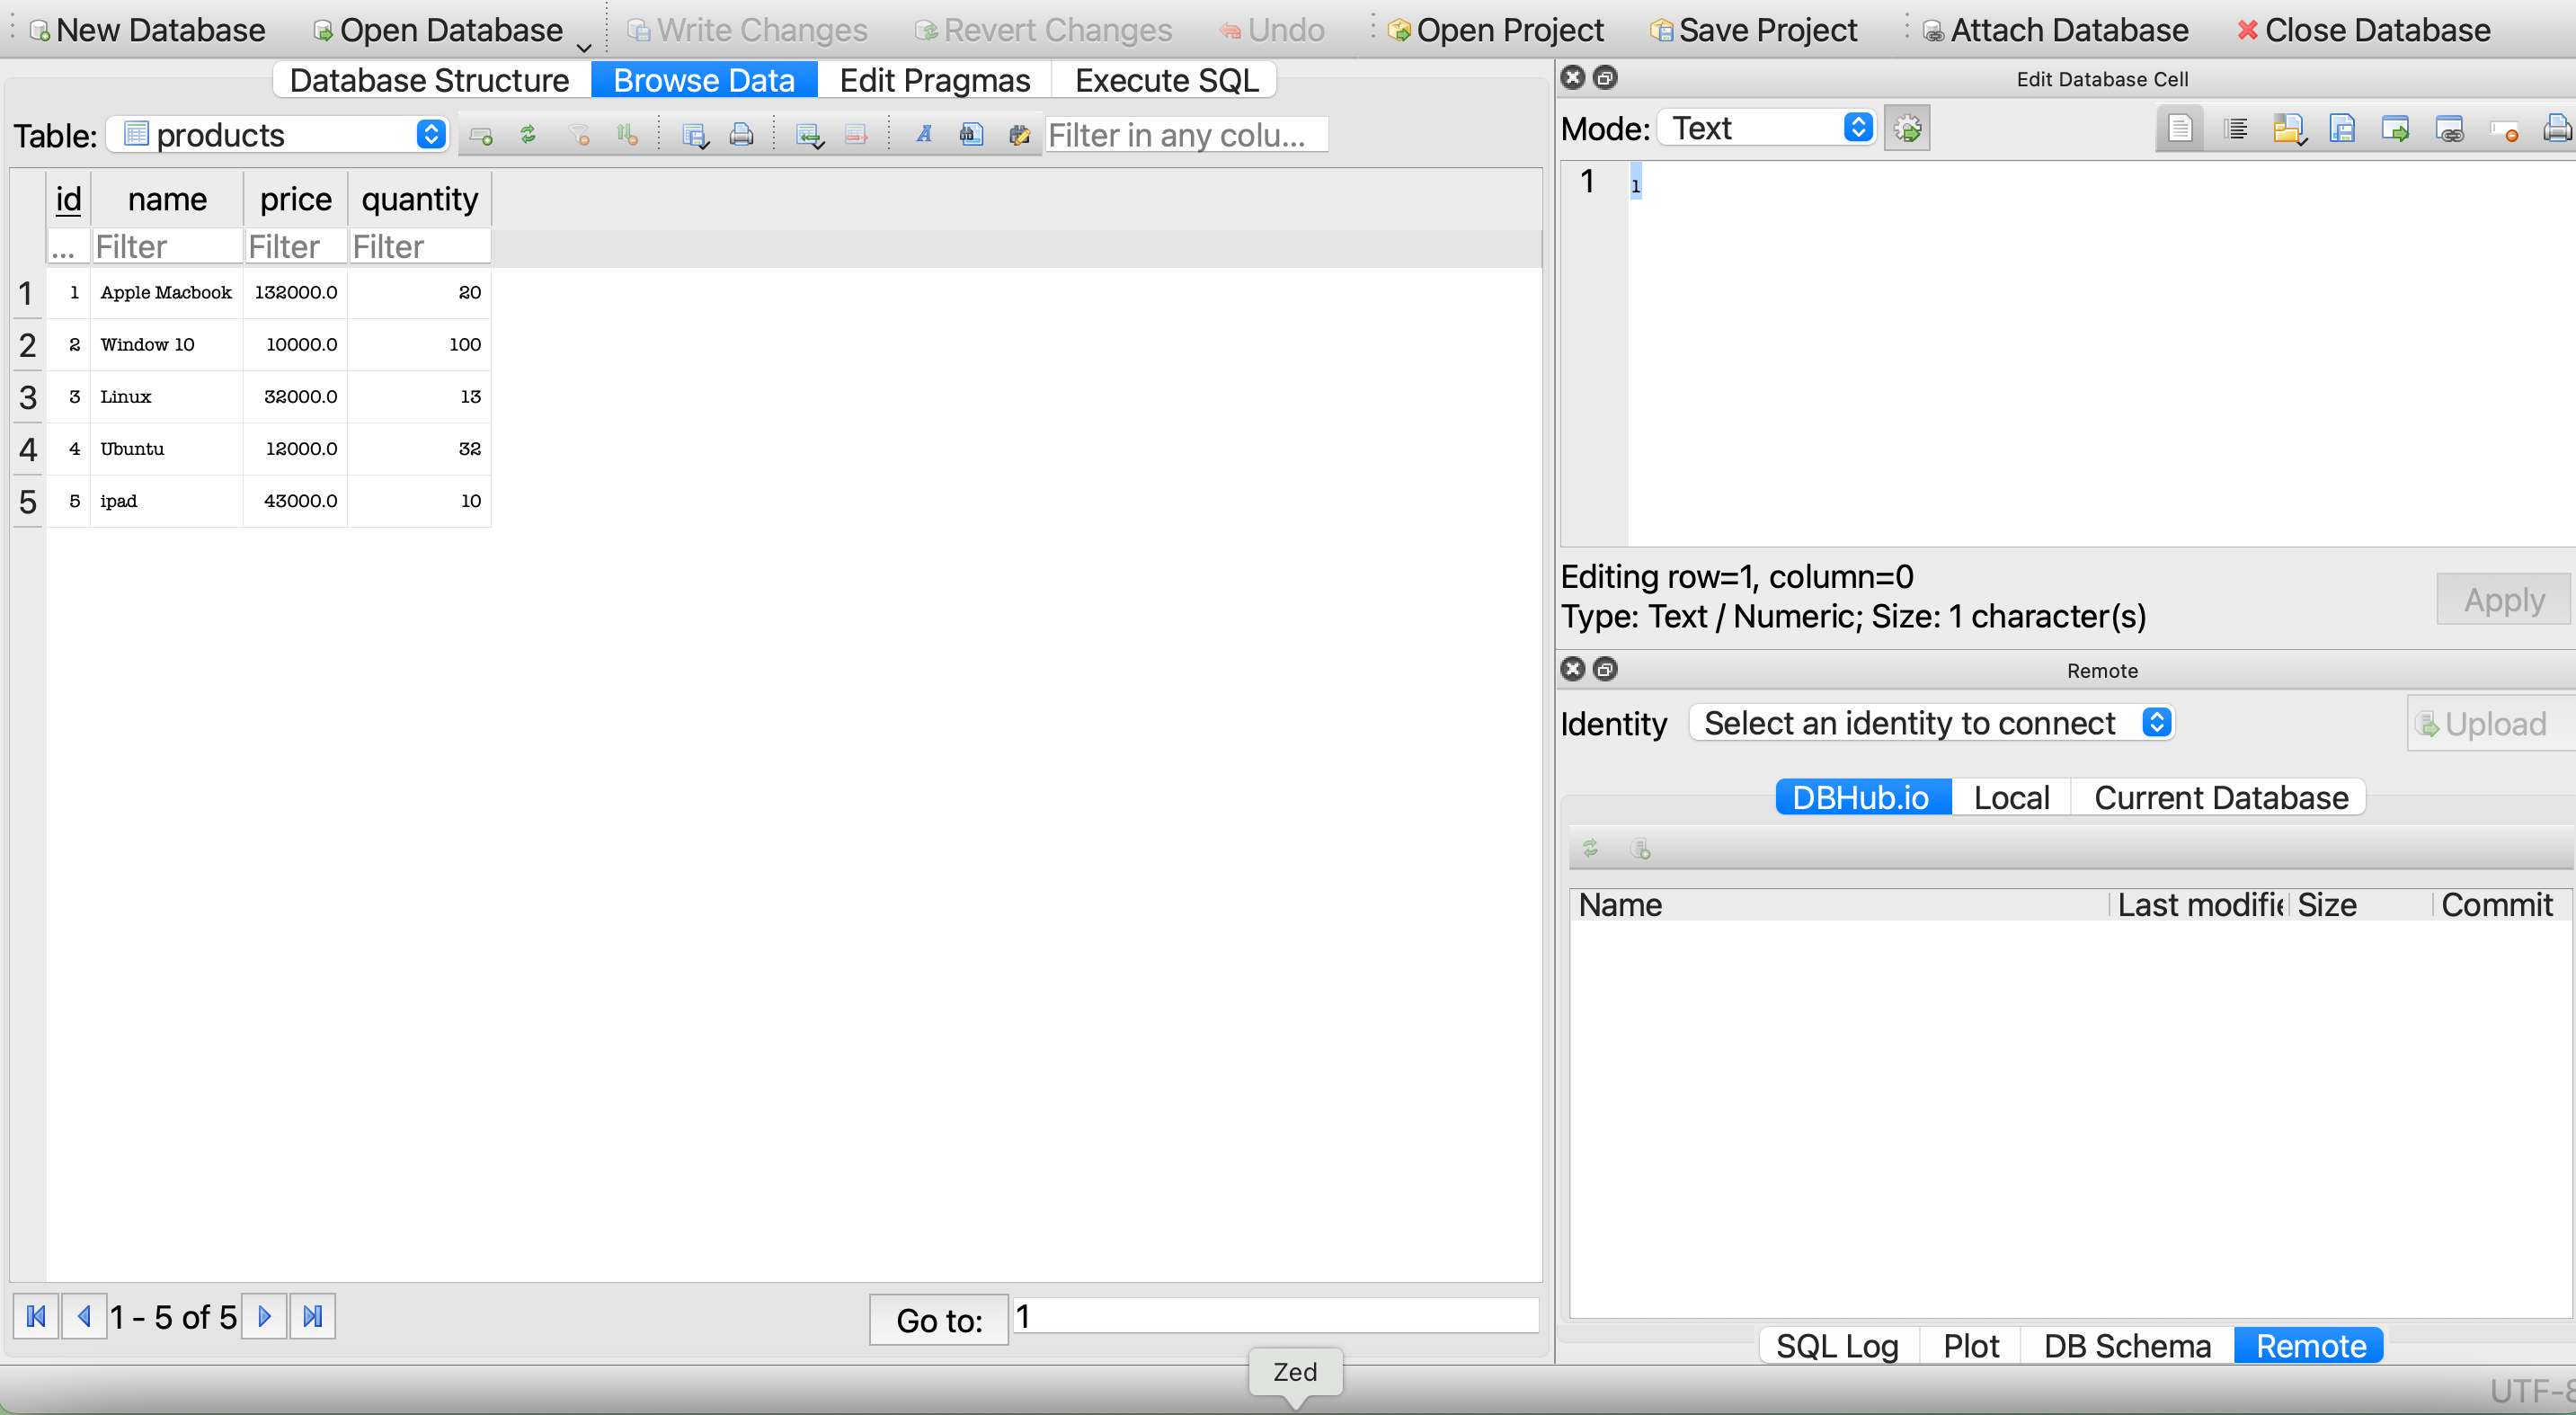 New Database Open Database Write Changes Revert Changes Undo Open Project Save Project Attach Database Close Database
Database Structure Browse Data Edit Pragmas Execute SQL
Table: products Filter in any colu...
id name price quantity
... Filter Filter Filter
1 1 Apple Macbook 132000.0 20
2 2 Window 10 10000.0 100
3 3 Linux 32000.0 13
4 4 Ubuntu 12000.0 32
5 5 ipad 43000.0 10
1 - 5 of 5 Go to: 1
Edit Database Cell
Mode: Text
1 1
Editing row=1, column=0
Type: Text / Numeric; Size: 1 character(s)
Apply
Remote
Identity Select an identity to connect Upload
DBHub.io Local Current Database
Name Last modifie Size Commit
SQL Log Plot DB Schema Remote
Zed
UTF-8